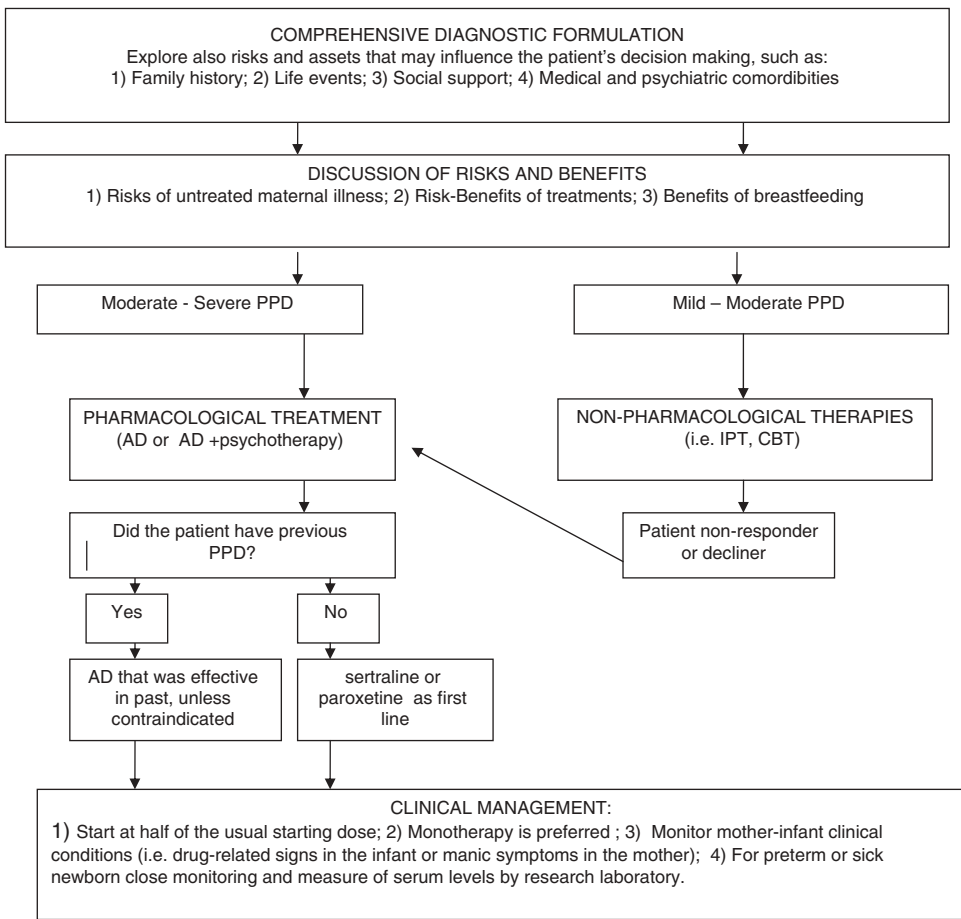 COMPREHENSIVE DIAGNOSTIC FORMULATION
Explore also risks and assets that may influence the patient's decision making, such as:
1) Family history; 2) Life events; 3) Social support; 4) Medical and psychiatric comordibities
DISCUSSION OF RISKS AND BENEFITS
1) Risks of untreated maternal illness; 2) Risk-Benefits of treatments; 3) Benefits of breastfeeding
Moderate - Severe PPD
Mild – Moderate PPD
PHARMACOLOGICAL TREATMENT
(AD or AD +psychotherapy)
NON-PHARMACOLOGICAL THERAPIES
(i.e. IPT, CBT)
Did the patient have previous
PPD?
Patient non-responder
or decliner
Yes
No
AD that was effective
in past, unless
contraindicated
sertraline or
paroxetine as first
line
CLINICAL MANAGEMENT:
1) Start at half of the usual starting dose; 2) Monotherapy is preferred ; 3) Monitor mother-infant clinical
conditions (i.e. drug-related signs in the infant or manic symptoms in the mother); 4) For preterm or sick
newborn close monitoring and measure of serum levels by research laboratory.